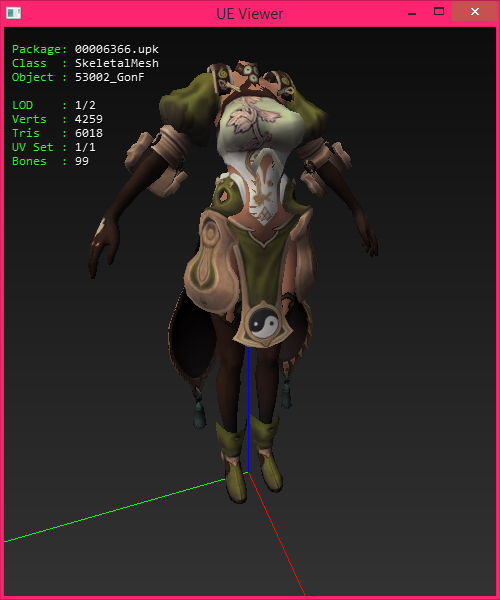 UE Viewer
Package: 00006366.upk
Class : SkeletalMesh
Object : 53002_GonF
LOD : 1/2
Verts : 4259
Tris : 6018
UV Set : 1/1
Bones : 99